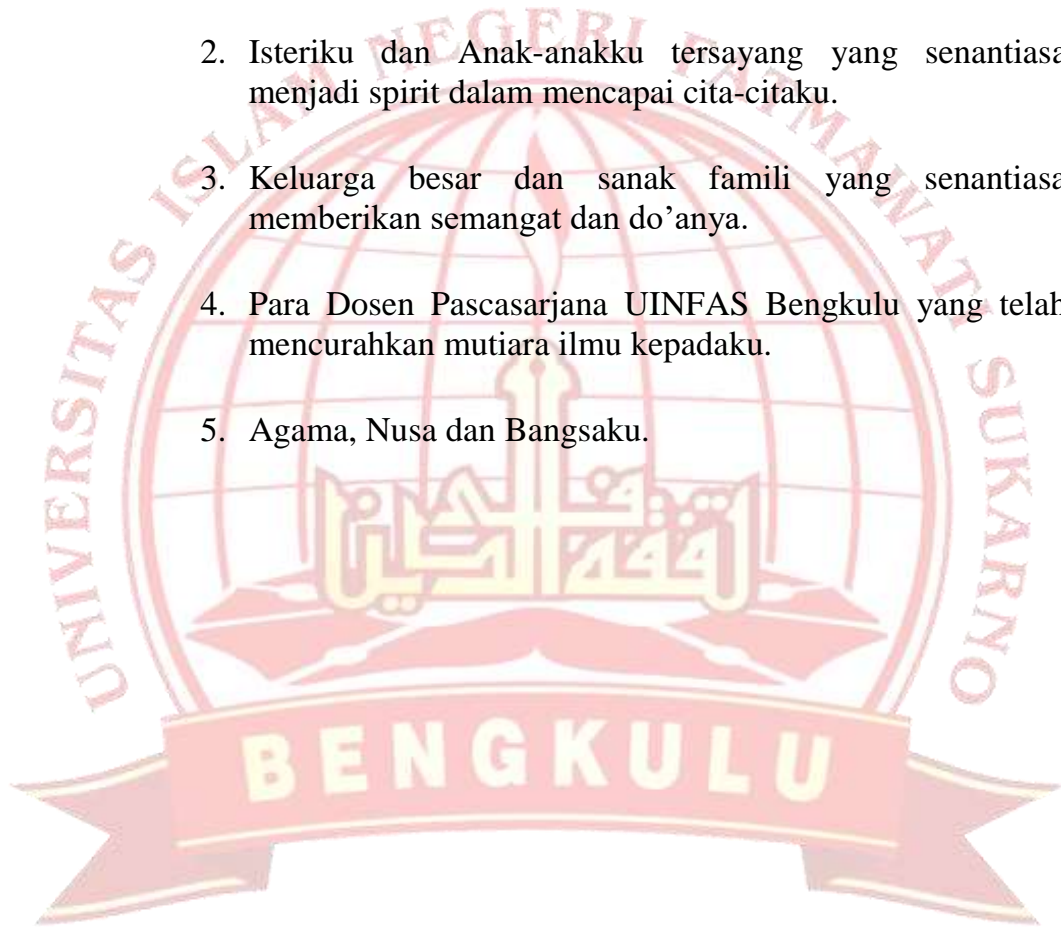 2. Isteriku dan Anak-anakku tersayang yang senantiasa
menjadi spirit dalam mencapai cita-citaku.
3. Keluarga besar dan sanak famili yang senantiasa
memberikan semangat dan do’anya.
4. Para Dosen Pascasarjana UINFAS Bengkulu yang telah
mencurahkan mutiara ilmu kepadaku.
5. Agama, Nusa dan Bangsaku.
UNIVERSITAS ISLAM NEGERI FATMAWATI SUKARNO
BENGKULU